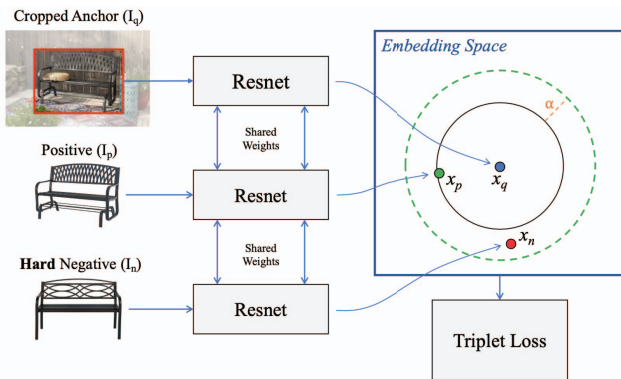 Cropped Anchor (Iq)
Resnet
Embedding Space
α
Shared
Weights
Positive (Ip)
Resnet
xp
xq
xn
Shared
Weights
Hard Negative (In)
Resnet
Triplet Loss